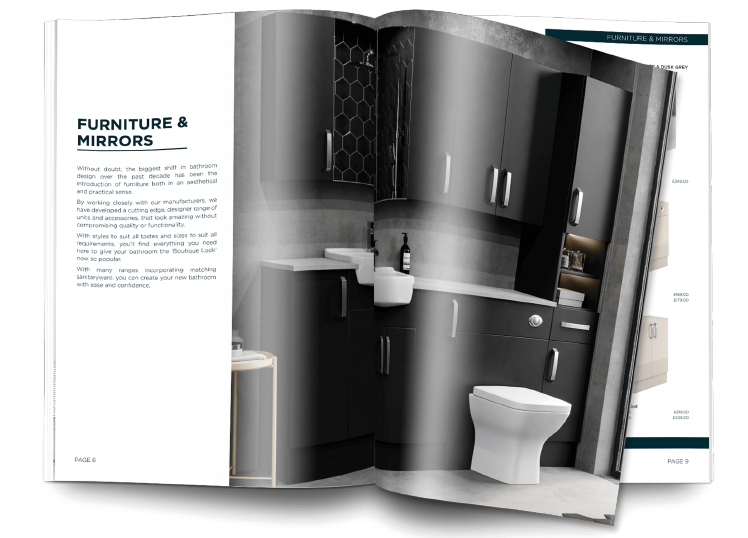 FURNITURE &
MIRRORS
Without doubt, the biggest shift in bathroom
design over the past decade has been the
introduction of furniture both in an aesthetical
and practical sense.
By working closely with our manufacturers, we
have developed a cutting edge, designer range of
units and accessories, that look amazing without
compromising quality or functionality.
With styles to suit all tastes and sizes to suit all
requirements, you'll find everything you need
here to give your bathroom the 'Boutique Look'
now so popular.
With many ranges incorporating matching
sanitaryware, you can create your new bathroom
with ease and confidence.
PAGE 6
FURNITURE & MIRRORS
& DUSK GREY
£249.00
£179.00
£219.00
£229.00
PAGE 9